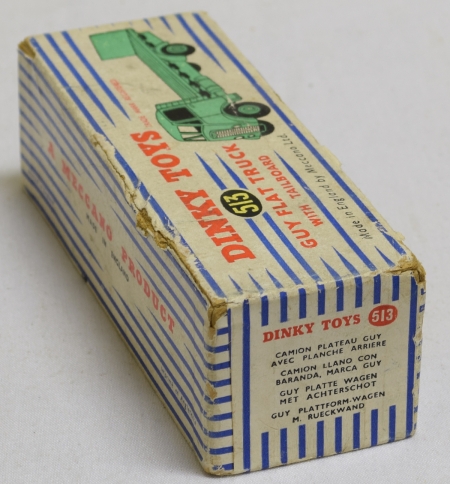 DINKY TOYS
513
GUY FLAT TRUCK
WITH TAILBOARD
Made in England by Meccano Ltd.
A MECCANO PRODUCT
DINKY TOYS 513
CAMION PLATEAU GUY
AVEC PLANCHE ARRIÈRE
CAMION LLANO CON
BARANDA, MARCA GUY
GUY PLATTE WAGEN
MET ACHTERSCHOT
GUY PLATTFORM-WAGEN
M. RUECKWAND